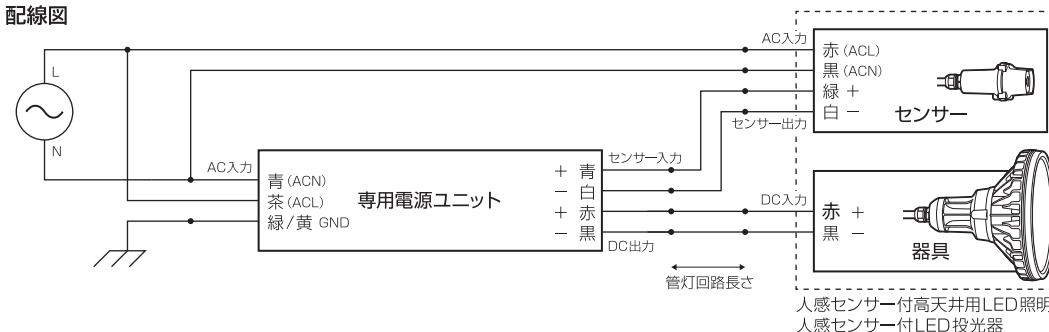 配線図
L
N
AC入力
赤 (ACL)
黒 (ACN)
緑 +
白 −
センサー出力
センサー
AC入力
青 (ACN)
茶 (ACL)
緑/黄 GND
専用電源ユニット
+ 青
− 白
+ 赤
− 黒
センサー入力
DC出力
DC入力
赤 +
黒 −
器具
管灯回路長さ
人感センサー付高天井用LED照明
人感センサー付LED投光器